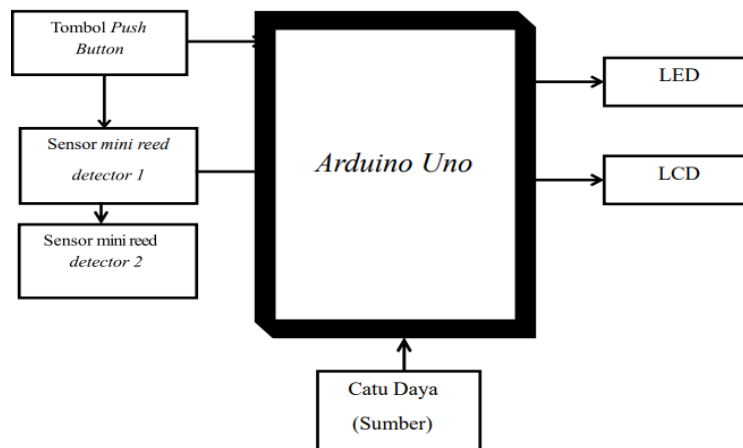 Tombol Push
Button
Sensor mini reed
detector 1
Sensor mini reed
detector 2
Arduino Uno
LED
LCD
Catu Daya
(Sumber)